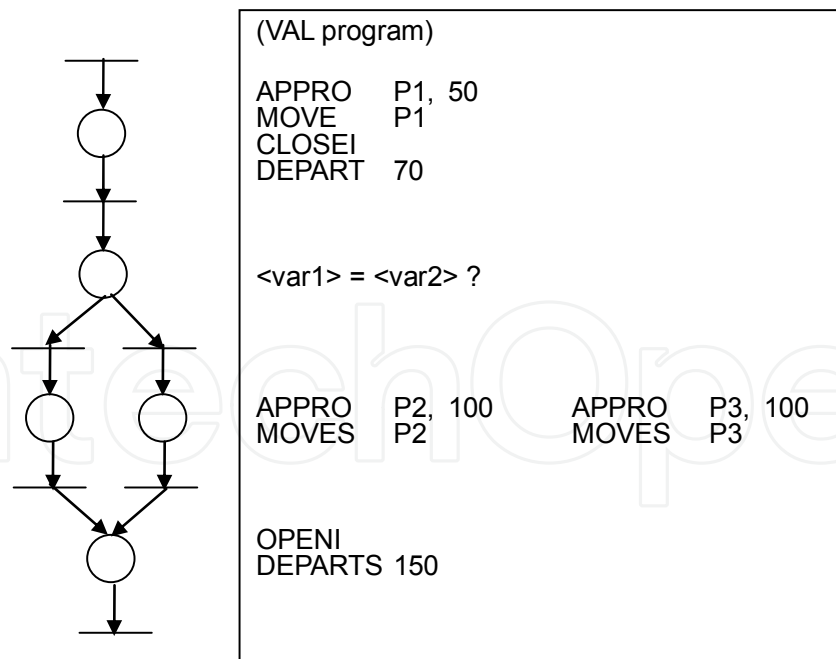 (VAL program)
APPRO P1, 50
MOVE P1
CLOSEI
DEPART 70
<var1> = <var2> ?
APPRO P2, 100 APPRO P3, 100
MOVES P2 MOVES P3
OPENI
DEPARTS 150
ntechOpe